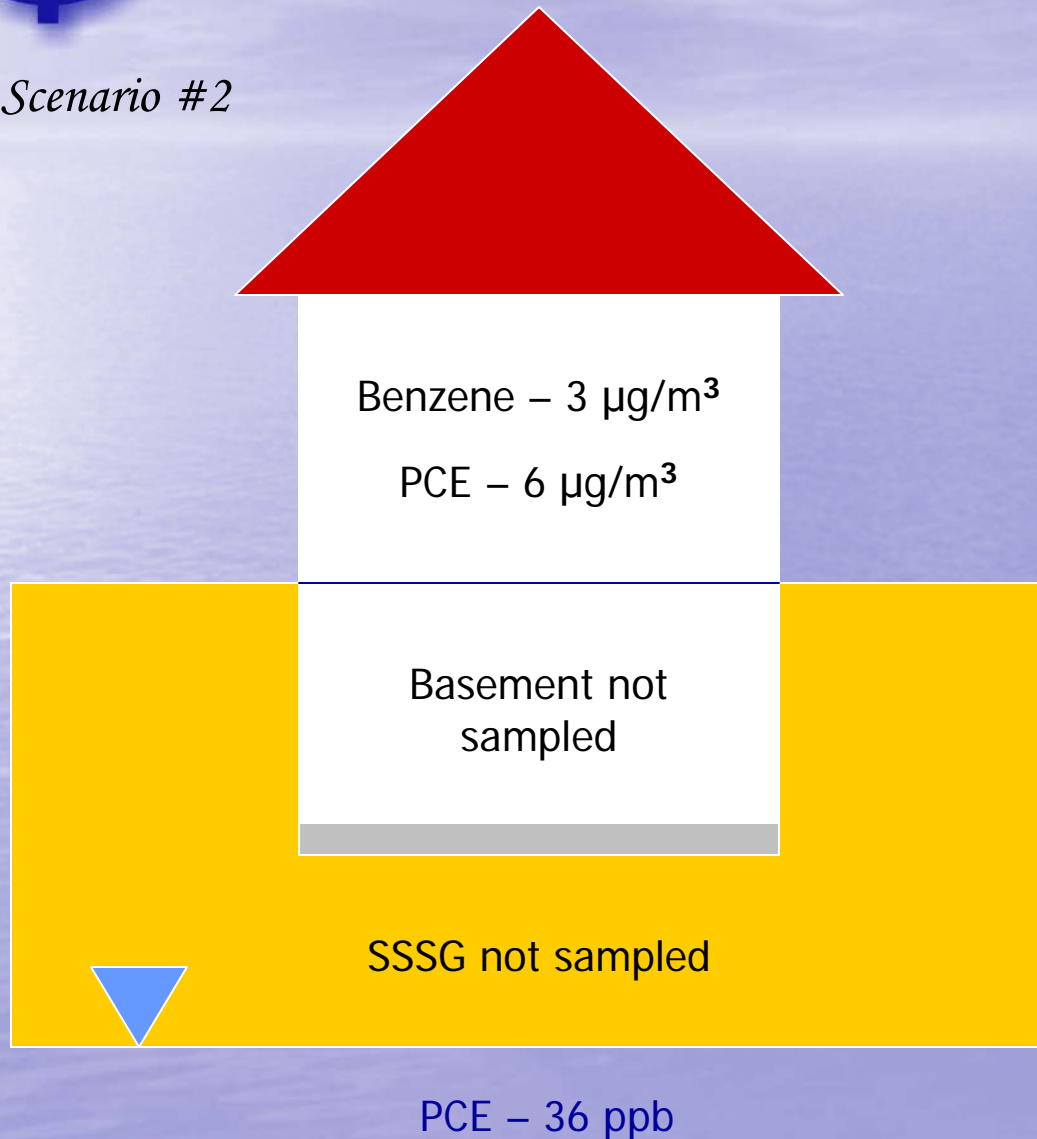 Scenario #2
Benzene – 3 µg/m³
PCE – 6 µg/m³
Basement not
sampled
SSSG not sampled
PCE – 36 ppb